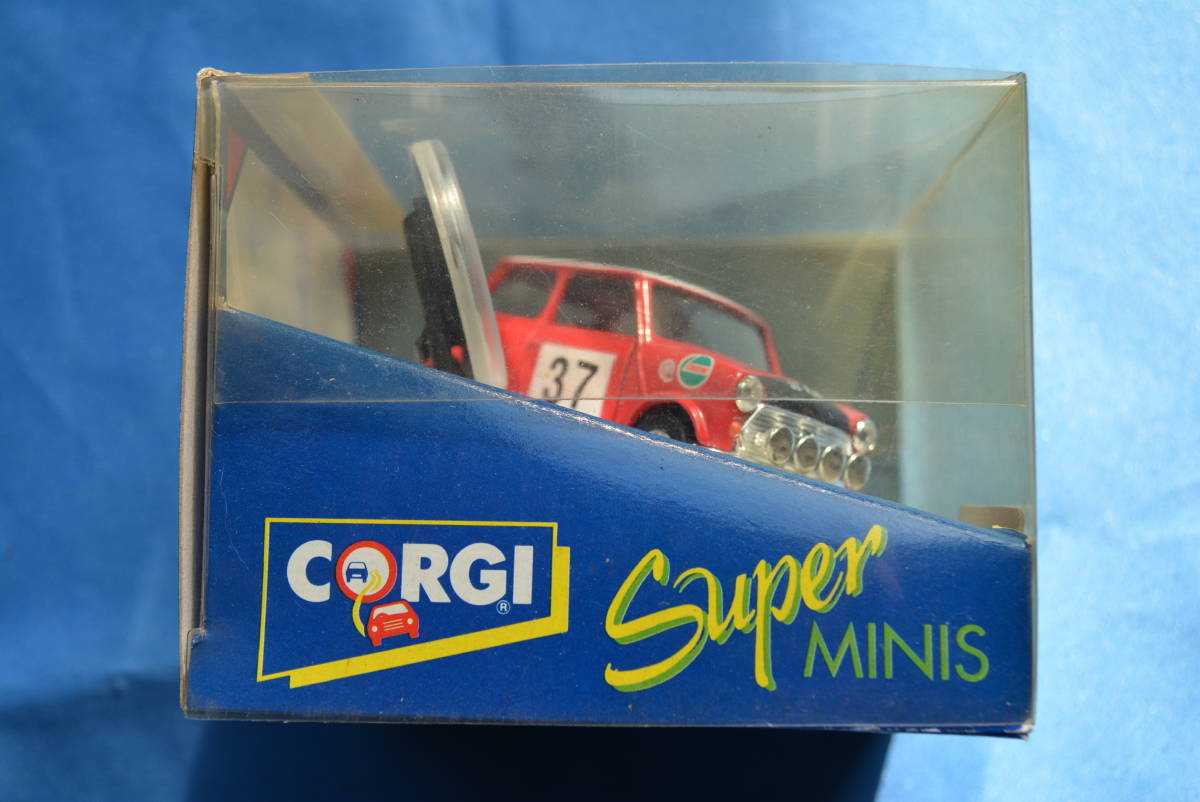 37
CORGI
®
Super
MINIS